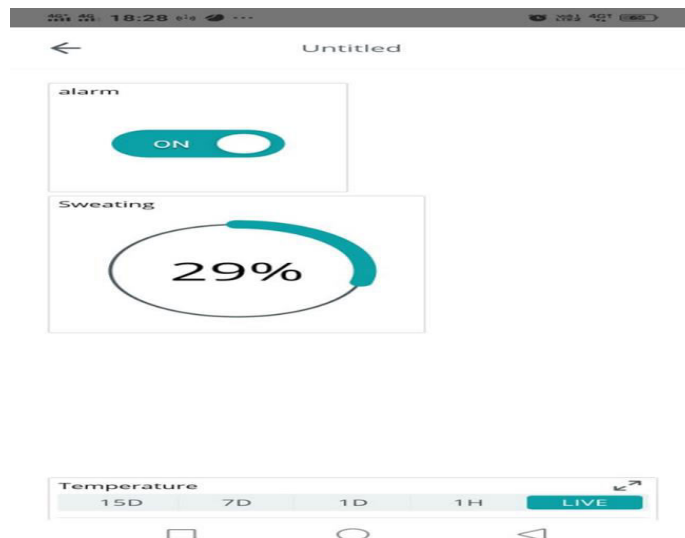 18:28
Untitled
alarm
ON
Sweating
29%
Temperature
15D 7D 1D 1H LIVE